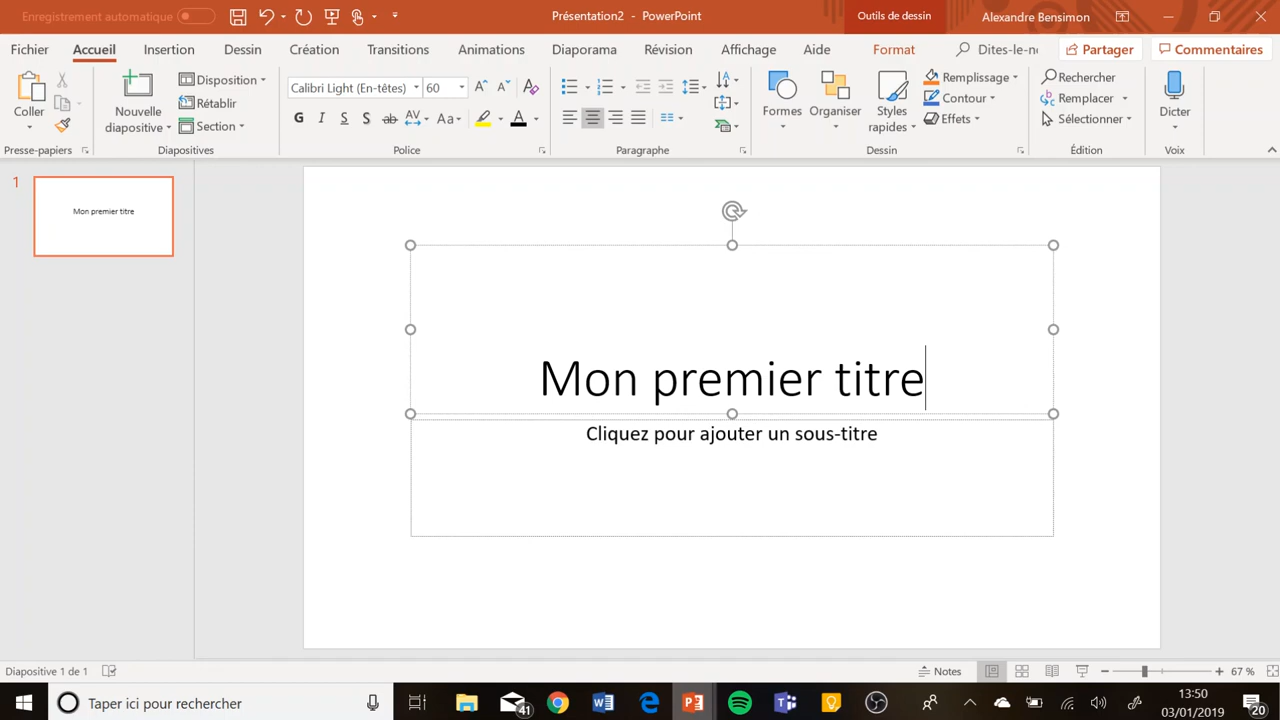 Enregistrement automatique
Présentation2 - PowerPoint
Outils de dessin
Alexandre Bensimon
Fichier Accueil Insertion Dessin Création Transitions Animations Diaporama Révision Affichage Aide Format Dites-le-n Partager Commentaires
Coller
Presse-papiers
Nouvelle diapositive
Disposition
Rétablir
Section
Diapositives
Calibri Light (En-têtes) 60
G I S S ab AV Aa A
Police
Paragraphe
Formes
Organiser
Styles rapides
Remplissage
Contour
Effets
Dessin
Rechercher
Remplacer
Sélectionner
Édition
Dicter
Voix
1
Mon premier titre
Mon premier titre
Cliquez pour ajouter un sous-titre
Diapositive 1 de 1
Notes
67 %
Taper ici pour rechercher
41
13:50
03/01/2019
20